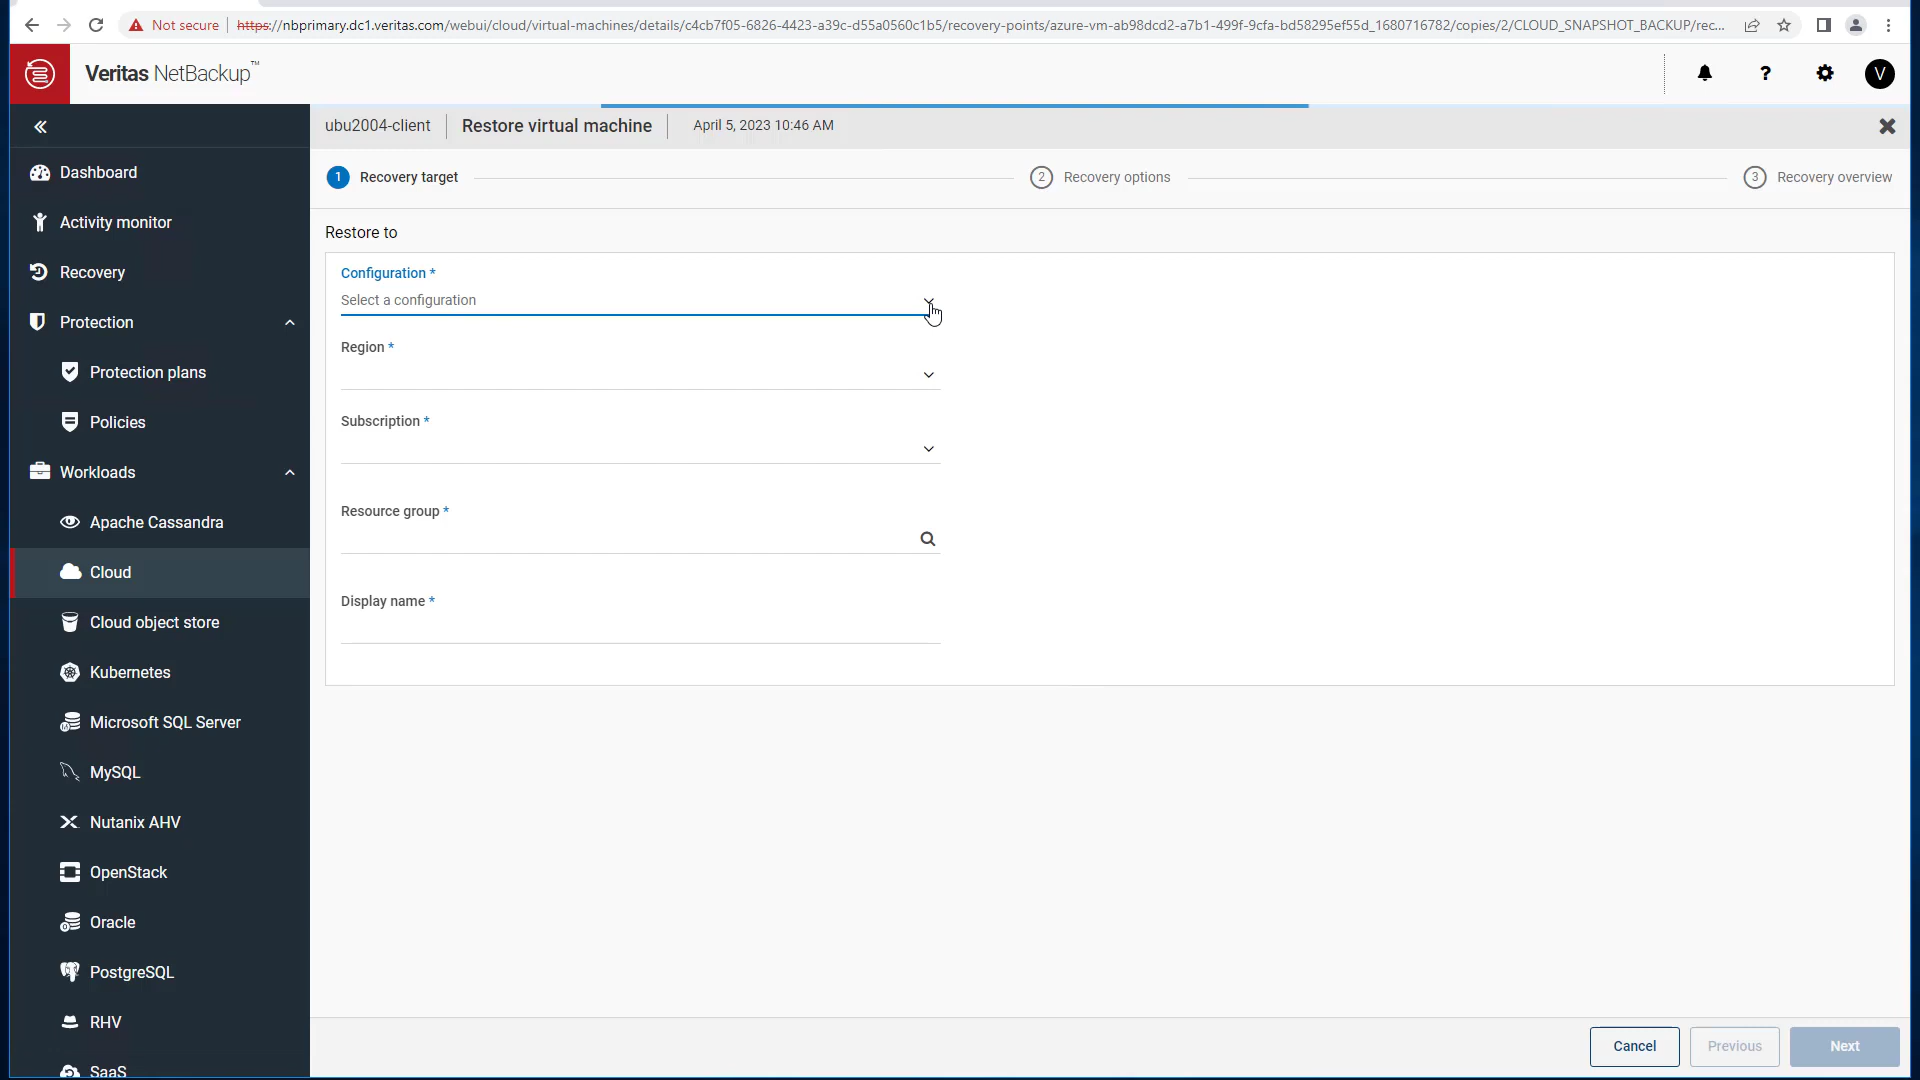 Not secure
https://nbprimary.dc1.veritas.com/webui/cloud/virtual-machines/details/c4cb7f05-6826-4423-a39c-d55a0560c1b5/recovery-points/azure-vm-ab98dcd2-a7b1-499f-9cfa-bd58295ef55d_1680716782/copies/2/CLOUD_SNAPSHOT_BACKUP/rec...
Veritas NetBackup™
V
ubu2004-client
Restore virtual machine
April 5, 2023 10:46 AM
Dashboard
Activity monitor
Recovery
Protection
Protection plans
Policies
Workloads
Apache Cassandra
Cloud
Cloud object store
Kubernetes
Microsoft SQL Server
MySQL
Nutanix AHV
OpenStack
Oracle
PostgreSQL
RHV
SaaS
1 Recovery target
2 Recovery options
3 Recovery overview
Restore to
Configuration *
Select a configuration
Region *
Subscription *
Resource group *
Display name *
Cancel
Previous
Next